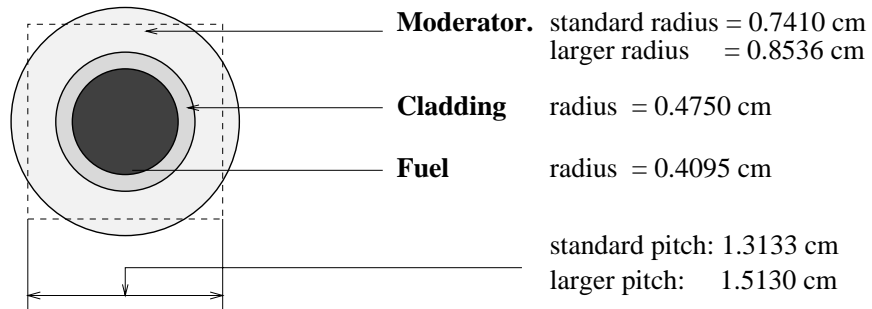 Moderator. standard radius = 0.7410 cm
larger radius = 0.8536 cm
Cladding radius = 0.4750 cm
Fuel radius = 0.4095 cm
standard pitch: 1.3133 cm
larger pitch: 1.5130 cm